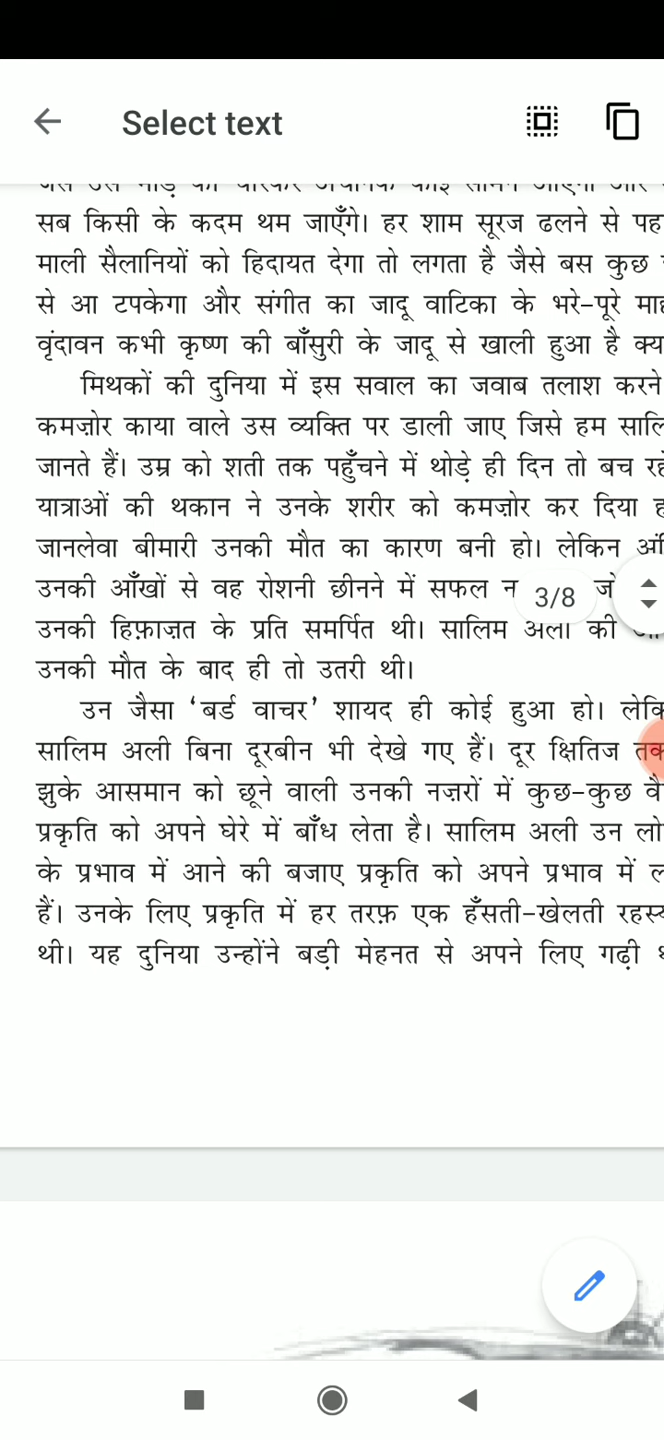 Select text
सब किसी के कदम थम जाएँगे। हर शाम सूरज ढलने से पह
माली सैलानियों को हिदायत देगा तो लगता है जैसे बस कुछ
से आ टपकेगा और संगीत का जादू वाटिका के भरे-पूरे माह
वृंदावन कभी कृष्ण की बाँसुरी के जादू से खाली हुआ है क्य
मिथकों की दुनिया में इस सवाल का जवाब तलाश करने
कमज़ोर काया वाले उस व्यक्ति पर डाली जाए जिसे हम सालि
जानते हैं। उम्र को शती तक पहुँचने में थोड़े ही दिन तो बच रहे
यात्राओं की थकान ने उनके शरीर को कमज़ोर कर दिया ह
जानलेवा बीमारी उनकी मौत का कारण बनी हो। लेकिन अंि
उनकी आँखों से वह रोशनी छीनने में सफल न जो
3/8
उनकी हिफ़ाज़त के प्रति समर्पित थी। सालिम अली की
उनकी मौत के बाद ही तो उतरी थी।
उन जैसा ‘बर्ड वाचर’ शायद ही कोई हुआ हो। लेकि
सालिम अली बिना दूरबीन भी देखे गए हैं। दूर क्षितिज तक
झुके आसमान को छूने वाली उनकी नज़रों में कुछ-कुछ वै
प्रकृति को अपने घेरे में बाँध लेता है। सालिम अली उन लो
के प्रभाव में आने की बजाए प्रकृति को अपने प्रभाव में ल
हैं। उनके लिए प्रकृति में हर तरफ़ एक हँसती-खेलती रहस्य
थी। यह दुनिया उन्होंने बड़ी मेहनत से अपने लिए गढ़ी थ